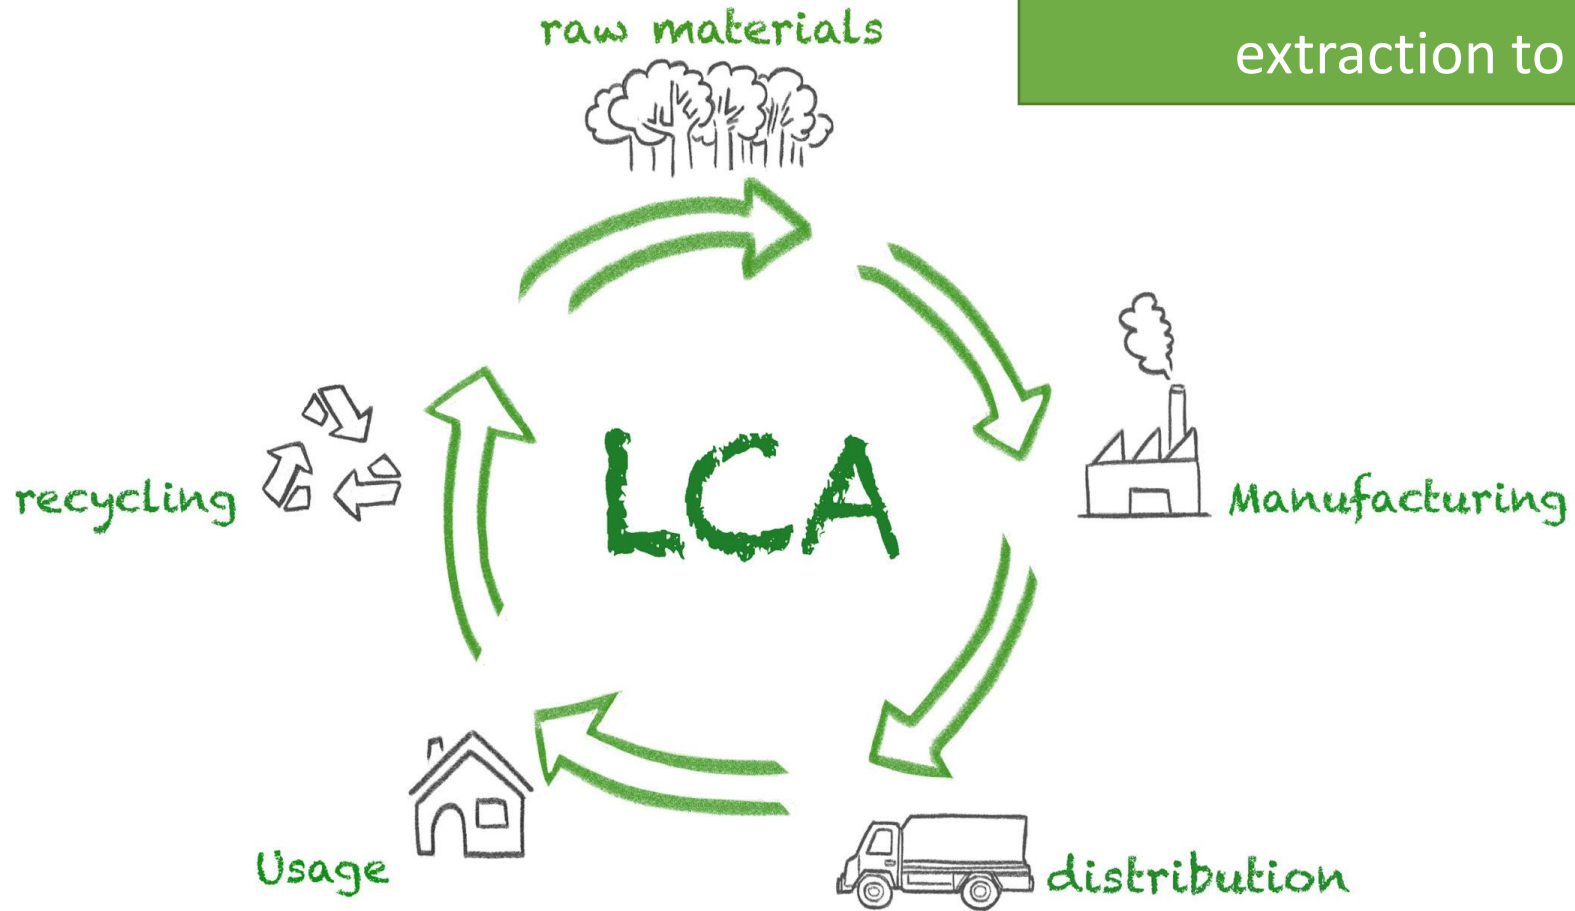 extraction to
raw materials
LCA
recycling
Manufacturing
Usage
distribution